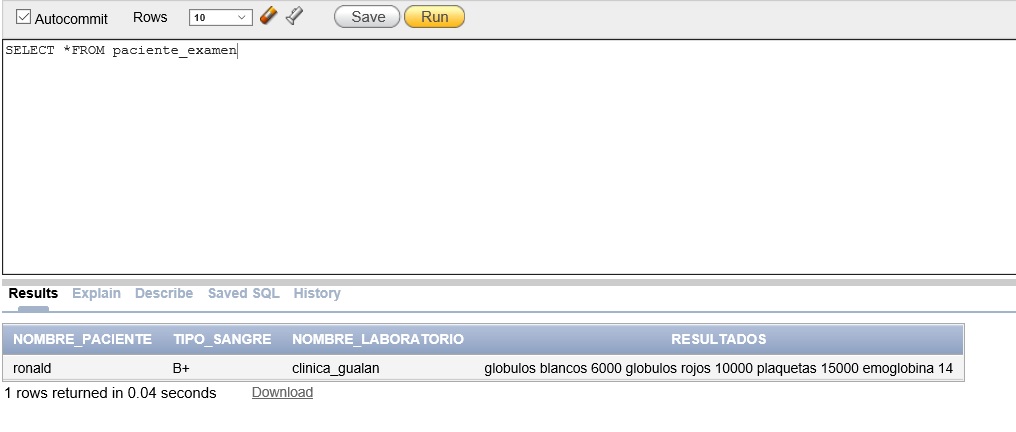 Autocommit Rows 10 Save Run
SELECT *FROM paciente_examen
Results Explain Describe Saved SQL History
NOMBRE_PACIENTE TIPO_SANGRE NOMBRE_LABORATORIO RESULTADOS
ronald B+ clinica_gualan globulos blancos 6000 globulos rojos 10000 plaquetas 15000 emoglobina 14
1 rows returned in 0.04 seconds Download